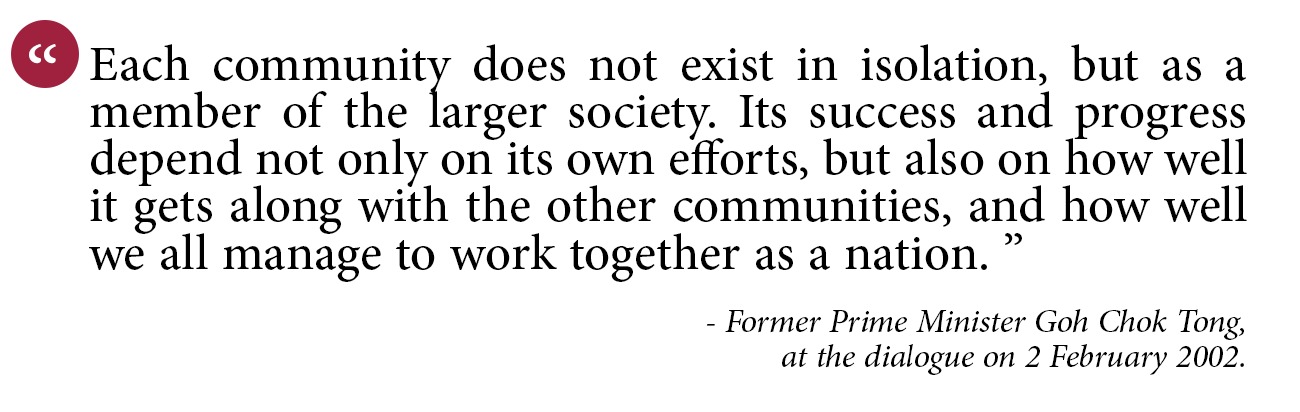 “ Each community does not exist in isolation, but as a
member of the larger society. Its success and progress
depend not only on its own efforts, but also on how well
it gets along with the other communities, and how well
we all manage to work together as a nation. ”
- Former Prime Minister Goh Chok Tong,
at the dialogue on 2 February 2002.